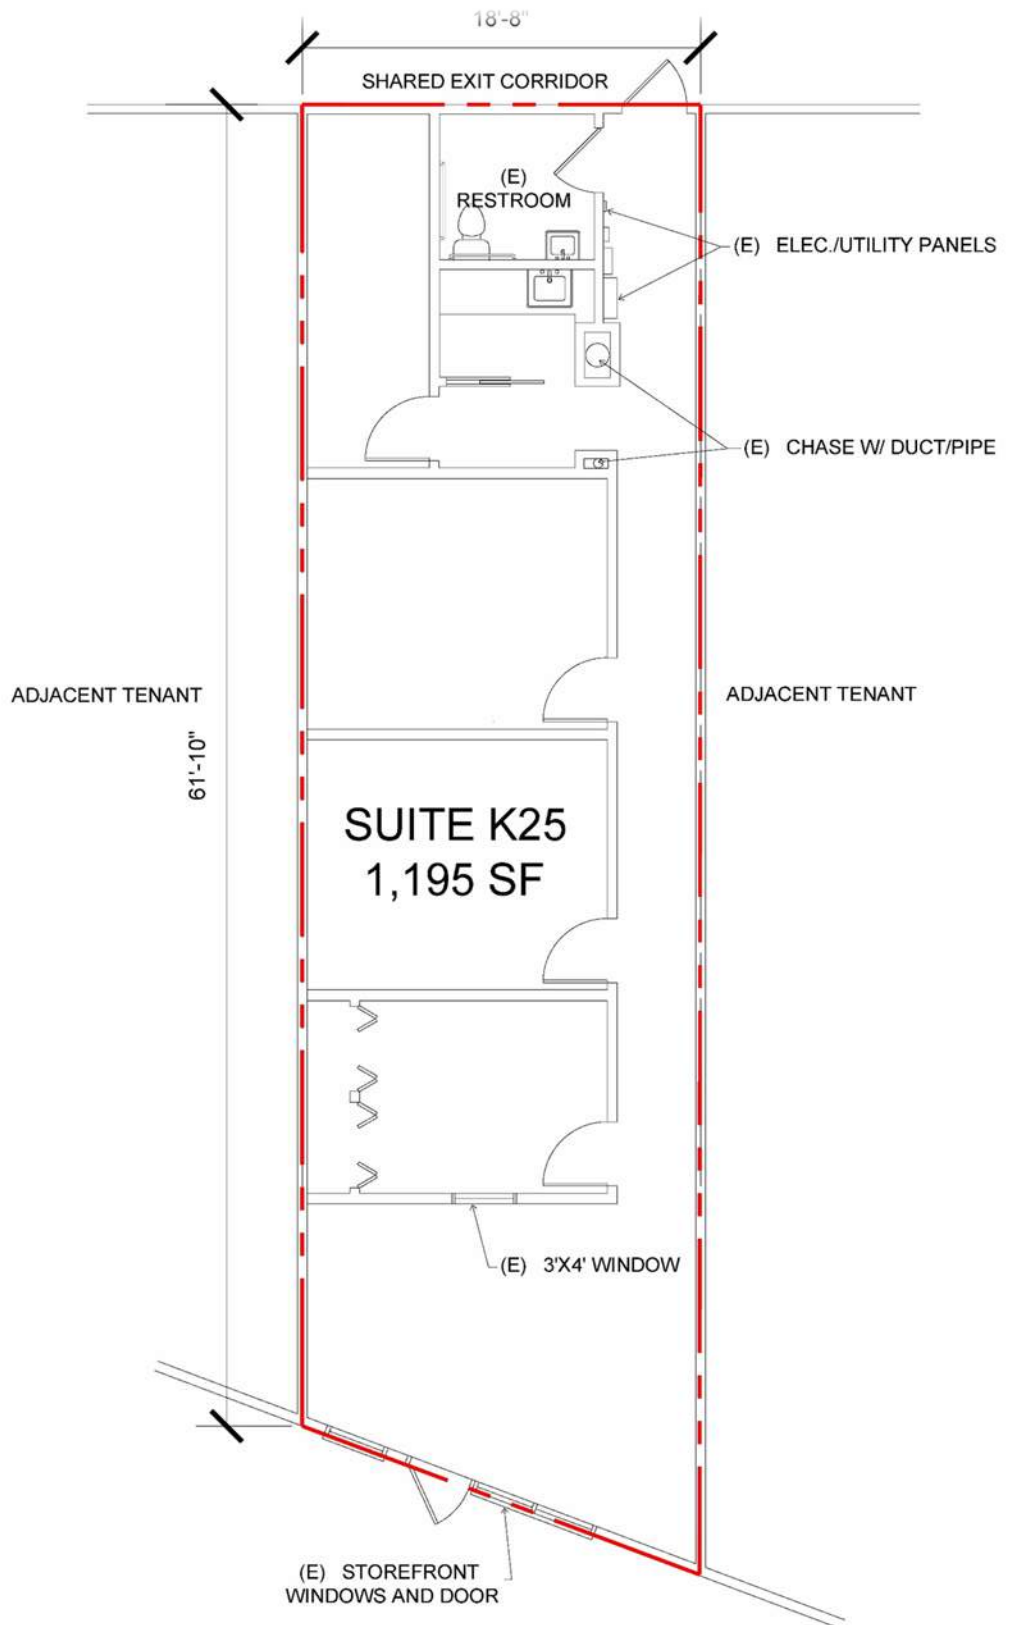 18'-8"
SHARED EXIT CORRIDOR
(E)
RESTROOM
(E) ELEC./UTILITY PANELS
(E) CHASE W/ DUCT/PIPE
ADJACENT TENANT
ADJACENT TENANT
61'-10"
SUITE K25
1,195 SF
(E) 3'X4' WINDOW
(E) STOREFRONT
WINDOWS AND DOOR